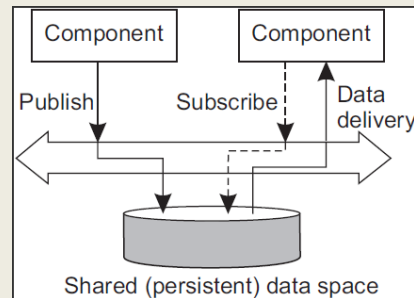 Component
Component
Publish
Subscribe
Data
delivery
Shared (persistent) data space